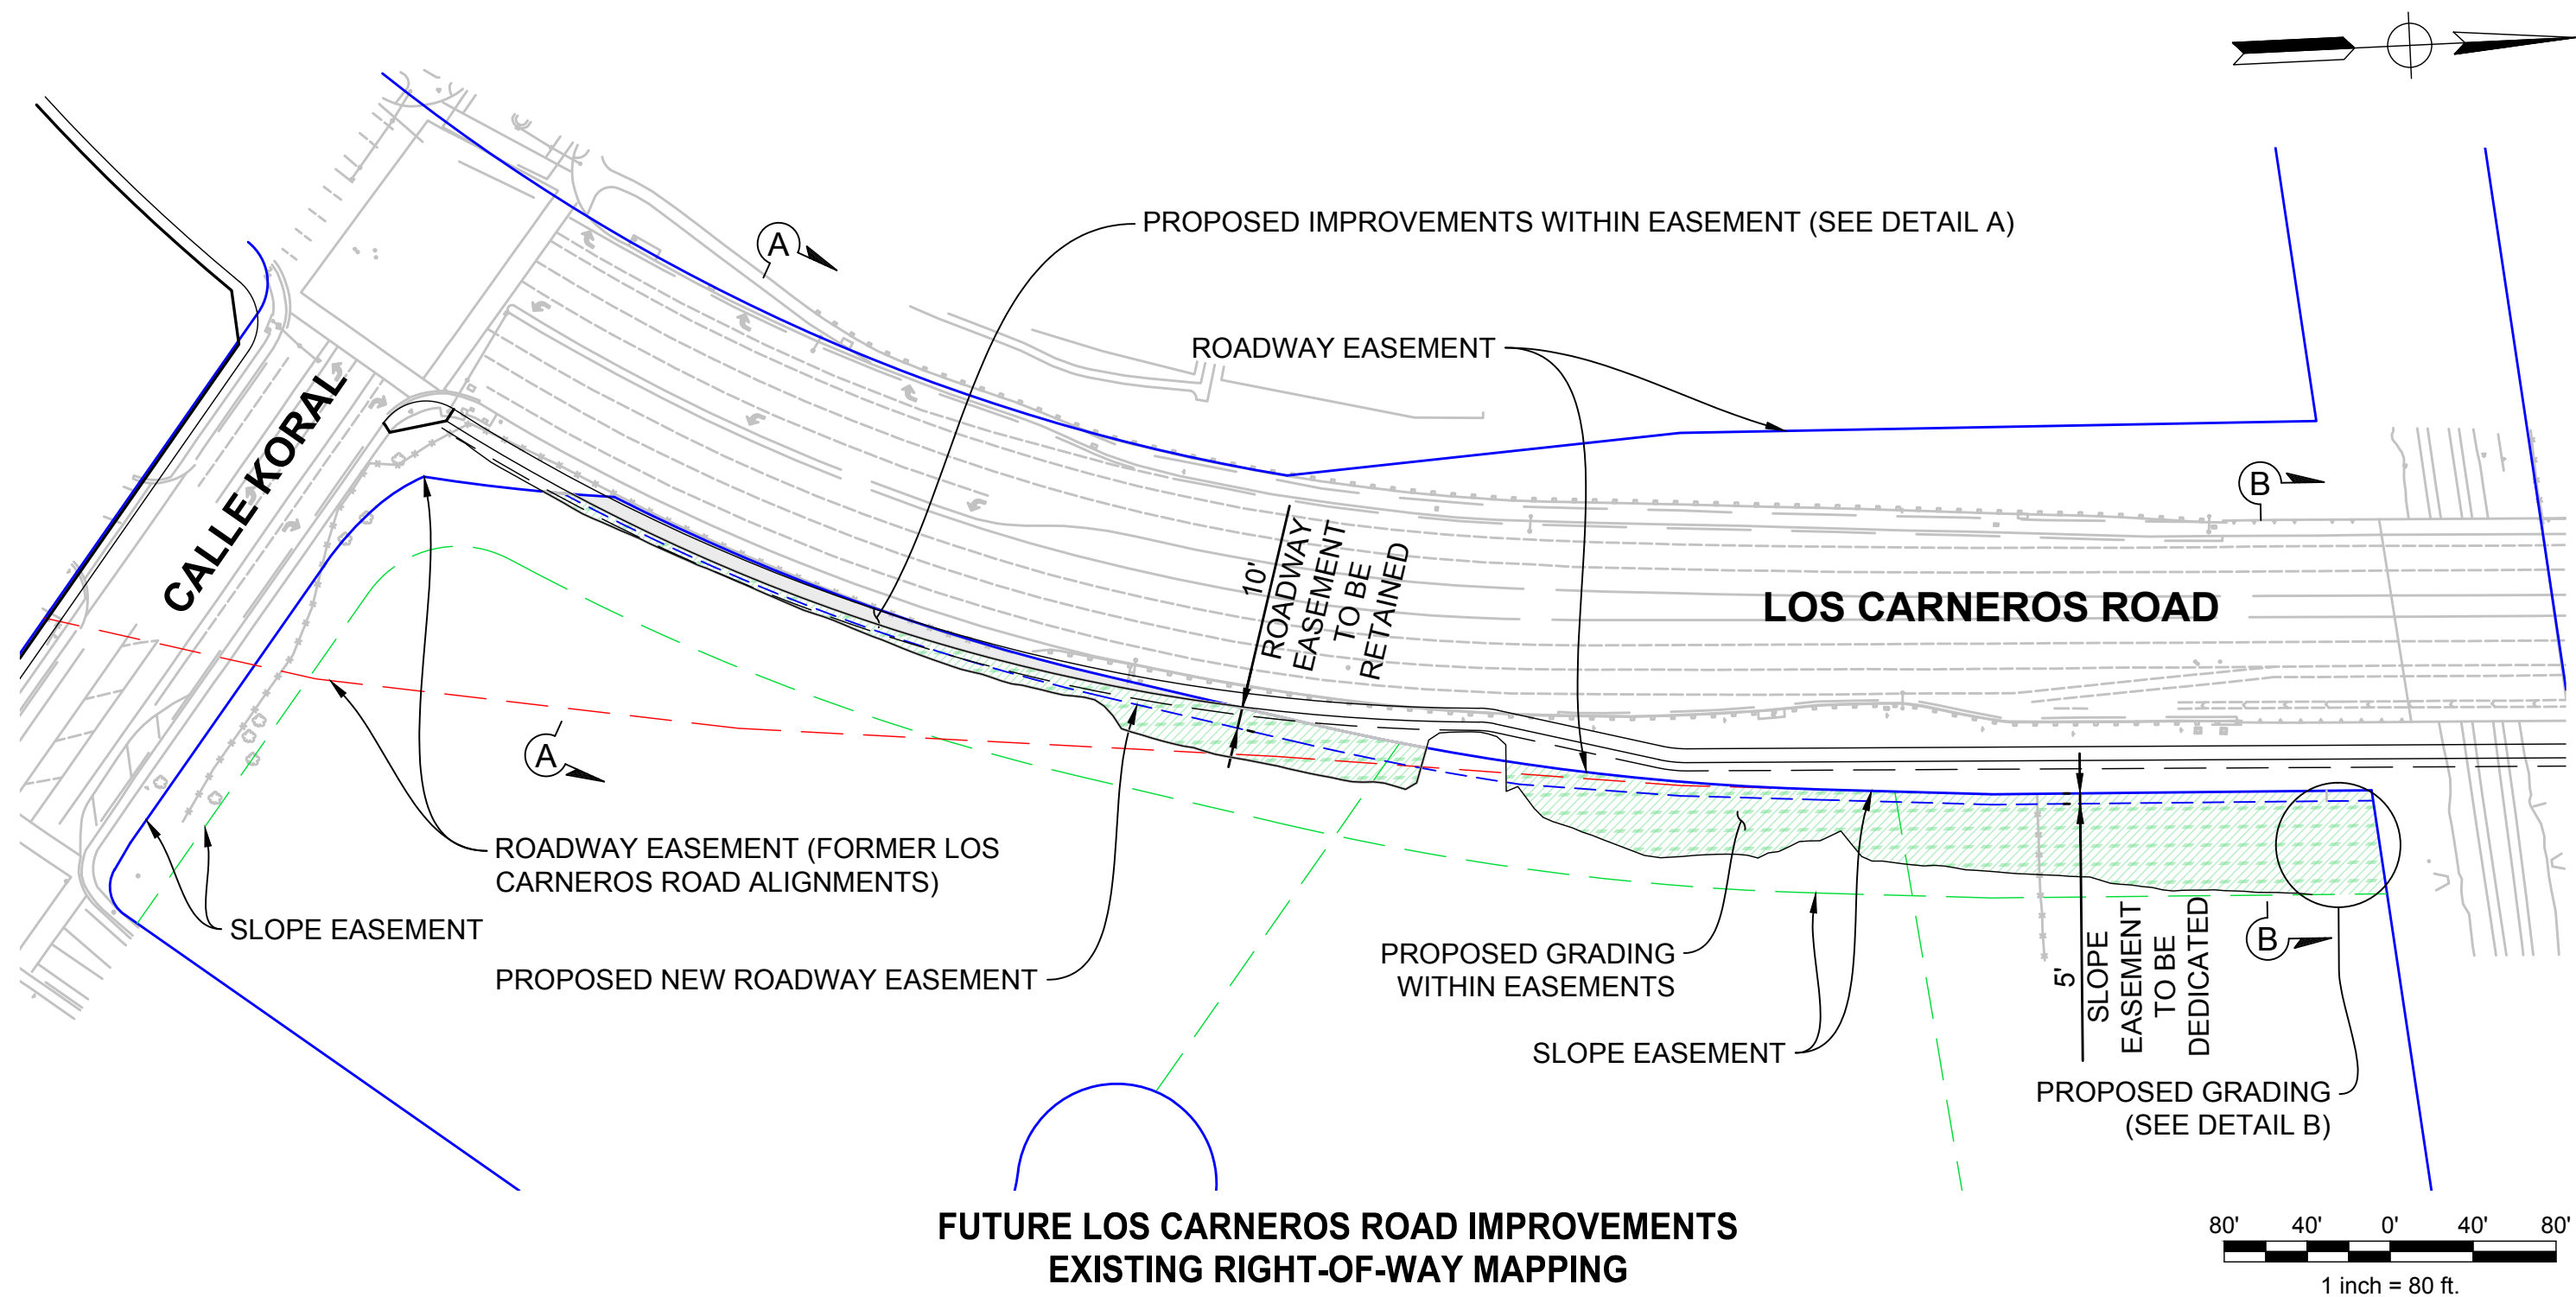 PROPOSED IMPROVEMENTS WITHIN EASEMENT (SEE DETAIL A)
A
ROADWAY EASEMENT
CALLE KORAL
B
10'
ROADWAY
EASEMENT
TO BE
RETAINED
LOS CARNEROS ROAD
A
ROADWAY EASEMENT (FORMER LOS
CARNEROS ROAD ALIGNMENTS)
SLOPE EASEMENT
PROPOSED NEW ROADWAY EASEMENT
PROPOSED GRADING
WITHIN EASEMENTS
SLOPE EASEMENT
5'
SLOPE
EASEMENT
TO BE
DEDICATED
B
PROPOSED GRADING
(SEE DETAIL B)
FUTURE LOS CARNEROS ROAD IMPROVEMENTS
EXISTING RIGHT-OF-WAY MAPPING
80' 40' 0' 40' 80'
1 inch = 80 ft.